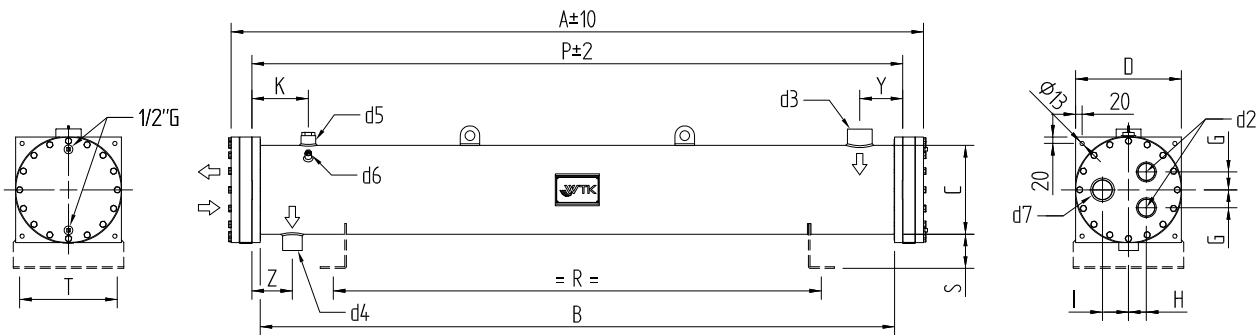 A±10
P±2
K
Y
d3
d5
d6
1/2"G
WTK
C
S
Z
d4
= R =
B
T
D
Ø13
20
d2
G
20
d7
G
I
H